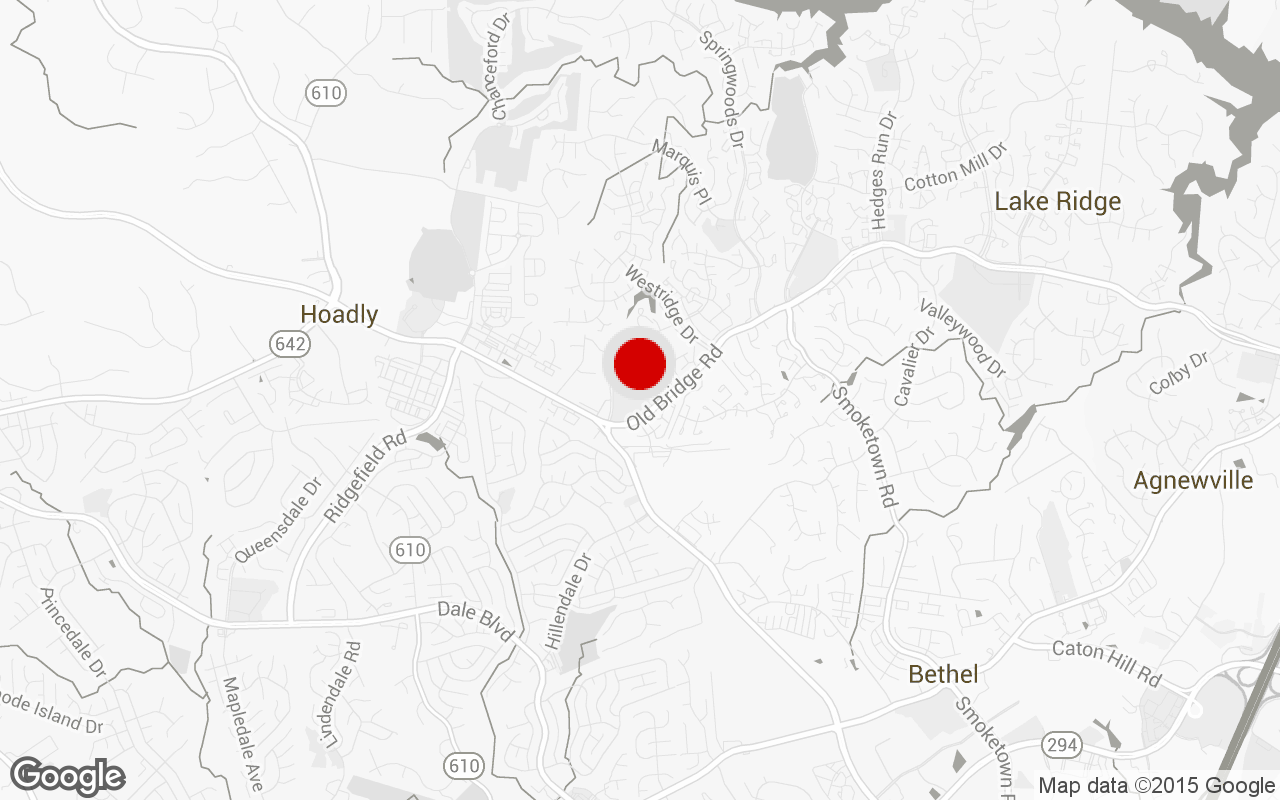 Chanceford Dr
Springwoods Dr
610
Hedges Run Dr
Marquis Pl
Cotton Mill Dr
Lake Ridge
Westridge Dr
Hoadly
Valleywood Dr
642
Cavalier Dr
Colby Dr
Old Bridge Rd
Smoketown Rd
Ridgefield Rd
Agnewville
Queensdale Dr
610
Hillendale Dr
Princedale Dr
Dale Blvd
Lindendale Rd
Caton Hill Rd
Bethel
Mapledale Ave
ode Island Dr
Smoketown R
294
610
Google
Map data ©2015 Google